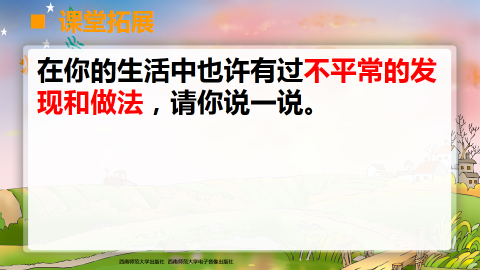 课堂拓展
在你的生活中也许有过不平常的发
现和做法，请你说一说。
西南师范大学出版社 西南师范大学电子音像出版社